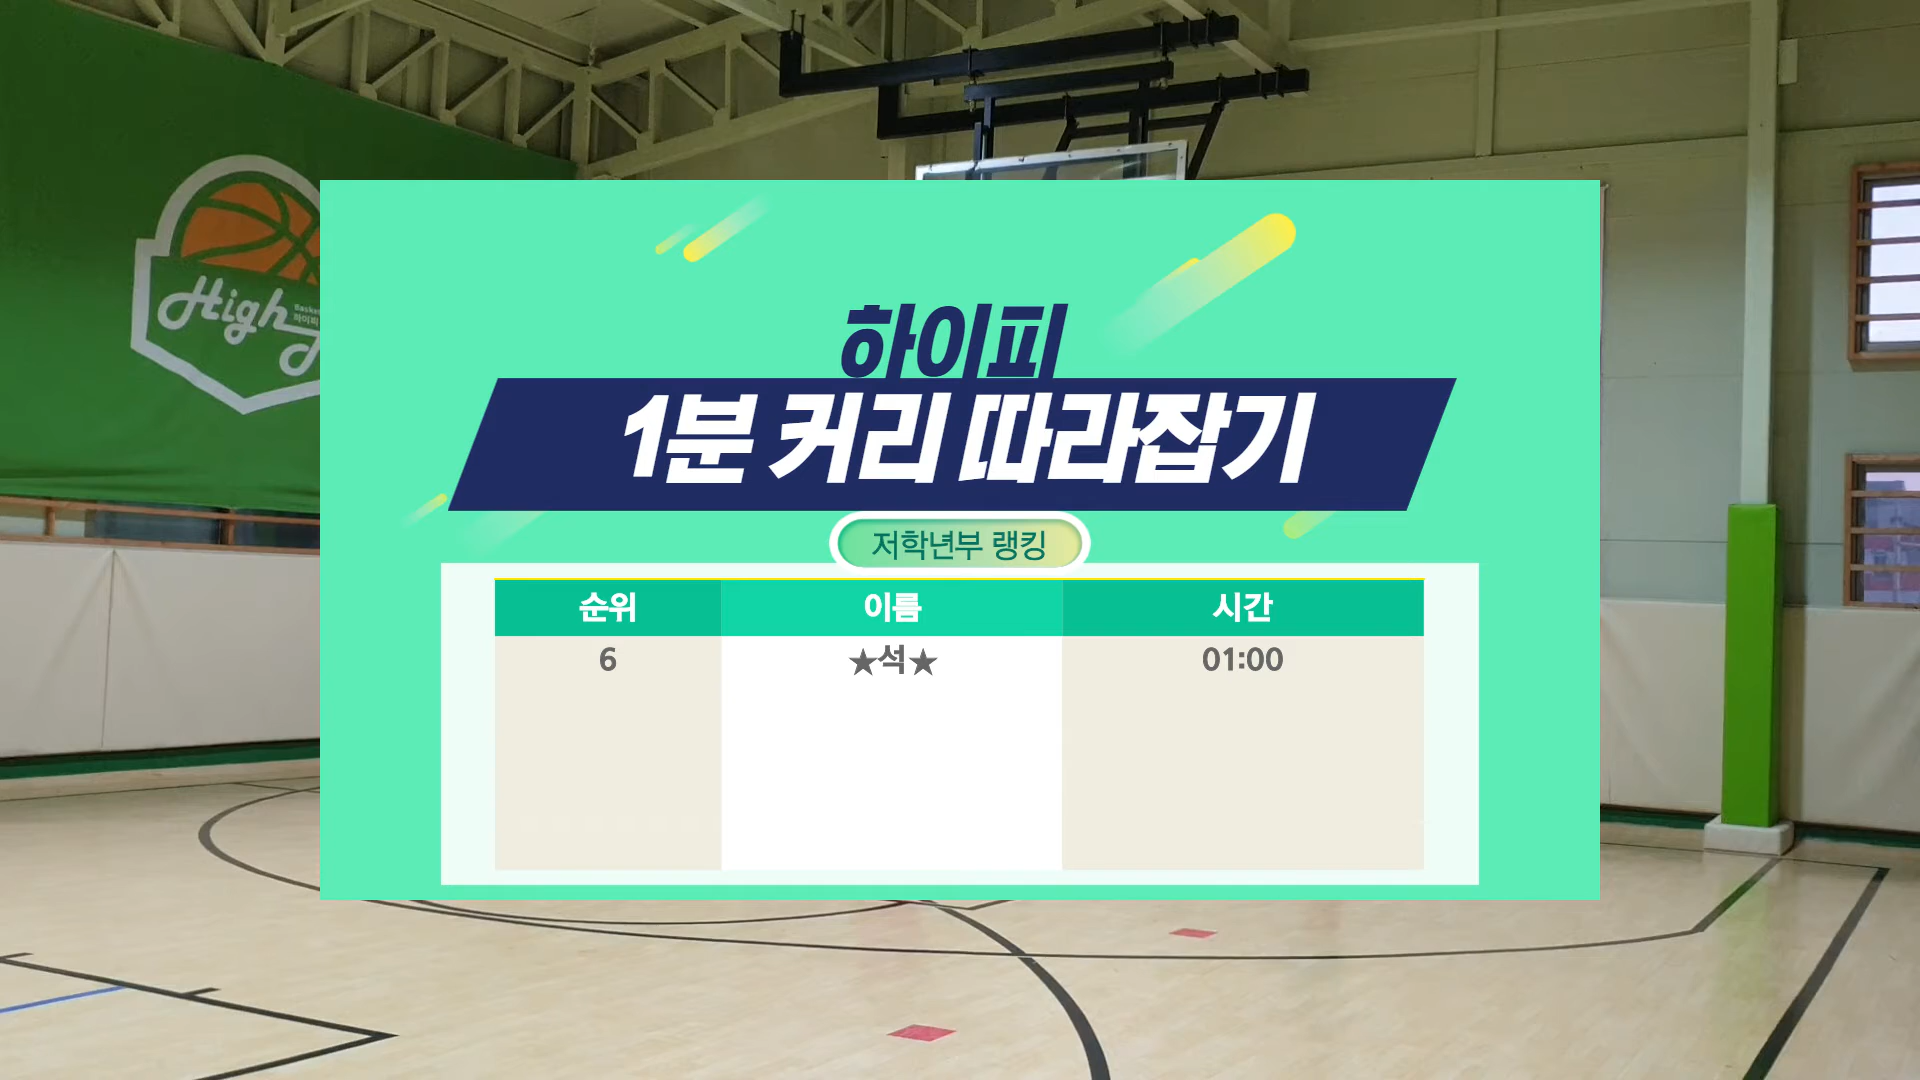 High
하이피
1분 커리 따라잡기
저학년부 랭킹
순위 이름 시간
6 ★석★ 01:00